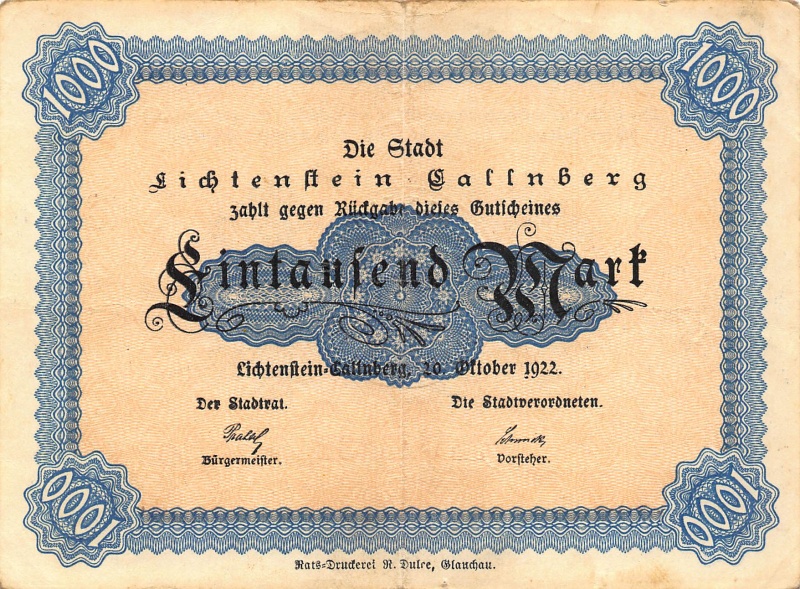 1000 1000
Die Stadt
Lichtenstein Callnberg
zahlt gegen Rückgabe dieses Gutscheines
Eintausend Mark
Lichtenstein-Callnberg, 20. Oktober 1922.
Der Stadtrat. Die Stadtverordneten.
Bürgermeister. Vorsteher.
1000 1000
Rats-Druckerei R. Dulce, Glauchau.